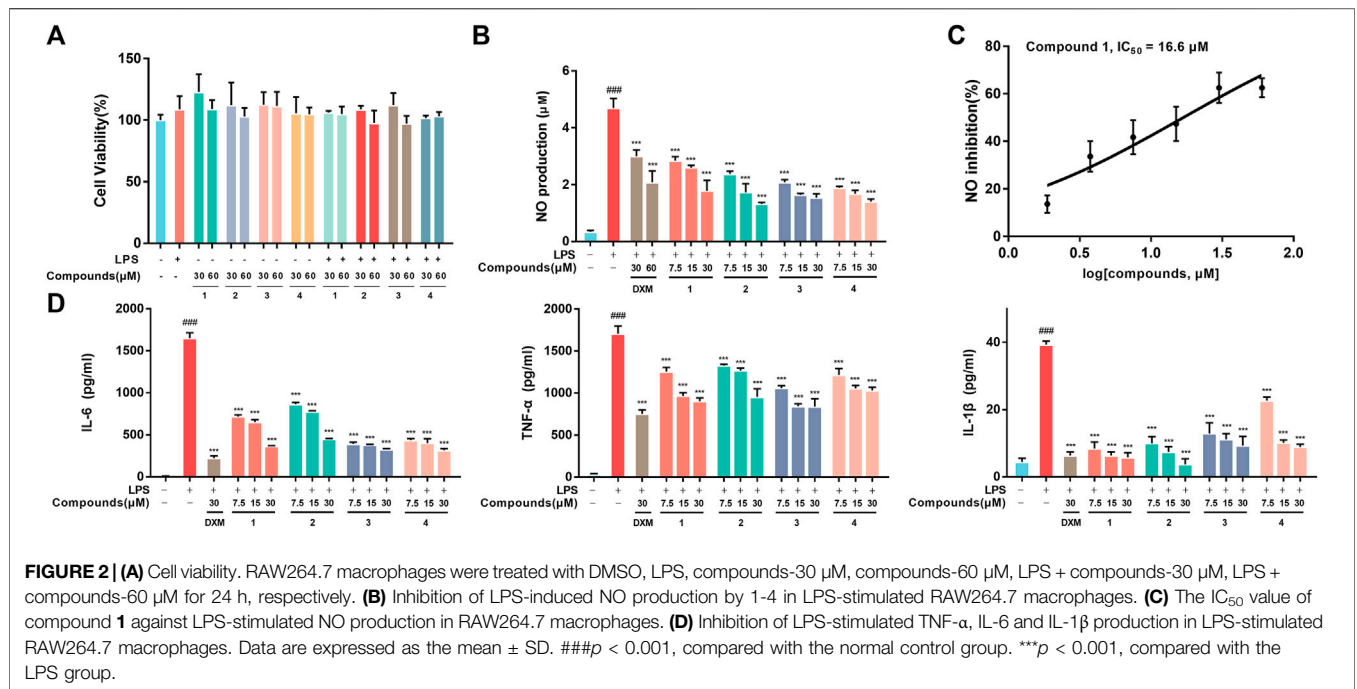 A
Cell Viability(%)
150
100
50
0
LPS - + - - - - - - - - + + + + + + + +
Compounds(μM) - - 30 60 30 60 30 60 30 60 30 60 30 60 30 60 30 60
1 2 3 4 1 2 3 4
B
NO production (μM)
6
4
2
0
###
*** *** *** *** *** *** *** *** *** *** *** *** *** ***
LPS − + + + + + + + + + + + + + + +
Compounds(μM) − − 30 60 7.5 15 30 7.5 15 30 7.5 15 30 7.5 15 30
DXM 1 2 3 4
C
Compound 1, IC50 = 16.6 μM
NO inhibition(%)
80
60
40
20
0
0.0 0.5 1.0 1.5 2.0
log[compounds, μM]
D
IL-6 (pg/ml)
2000
1500
1000
500
0
###
*** *** *** *** *** *** *** *** *** *** *** *** ***
LPS − + + + + + + + + + + + + + +
Compounds(μM) − − 30 7.5 15 30 7.5 15 30 7.5 15 30 7.5 15 30
DXM 1 2 3 4
TNF-α (pg/ml)
2000
1500
1000
500
0
###
*** *** *** *** *** *** *** *** *** *** *** *** ***
LPS − + + + + + + + + + + + + + +
Compounds(μM) − − 30 7.5 15 30 7.5 15 30 7.5 15 30 7.5 15 30
DXM 1 2 3 4
IL-1β (pg/ml)
40
20
0
###
*** *** *** *** *** *** *** *** *** *** *** *** ***
LPS − + + + + + + + + + + + + + +
Compounds(μM) − − 30 7.5 15 30 7.5 15 30 7.5 15 30 7.5 15 30
DXM 1 2 3 4
FIGURE 2 | (A) Cell viability. RAW264.7 macrophages were treated with DMSO, LPS, compounds-30 μM, compounds-60 μM, LPS + compounds-30 μM, LPS +
compounds-60 μM for 24 h, respectively. (B) Inhibition of LPS-induced NO production by 1-4 in LPS-stimulated RAW264.7 macrophages. (C) The IC50 value of
compound 1 against LPS-stimulated NO production in RAW264.7 macrophages. (D) Inhibition of LPS-stimulated TNF-α, IL-6 and IL-1β production in LPS-stimulated
RAW264.7 macrophages. Data are expressed as the mean ± SD. ###p < 0.001, compared with the normal control group. ***p < 0.001, compared with the
LPS group.